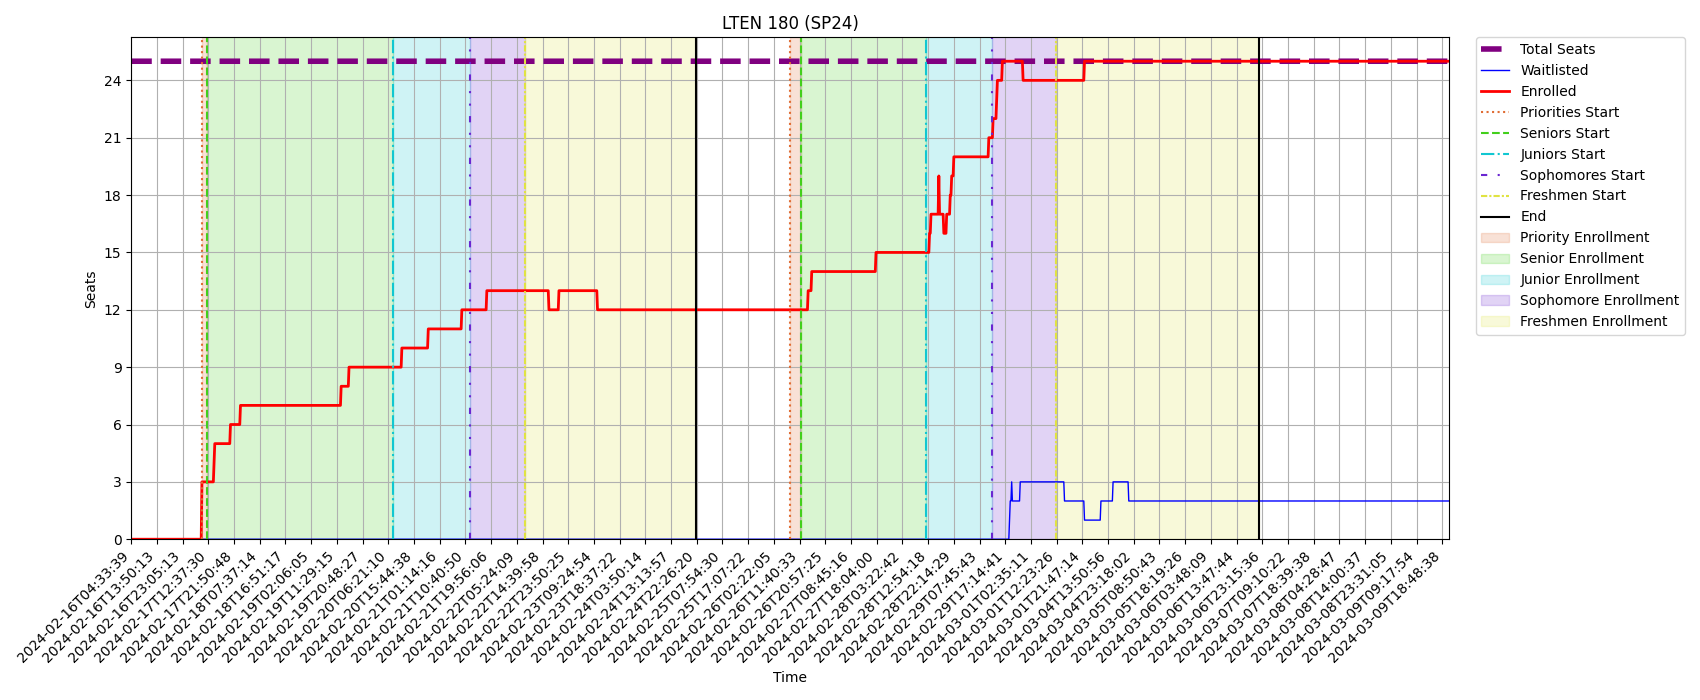 LTEN 180 (SP24)
Total Seats
Waitlisted
Enrolled
Priorities Start
Seniors Start
Juniors Start
Sophomores Start
Freshmen Start
End
Priority Enrollment
Senior Enrollment
Junior Enrollment
Sophomore Enrollment
Freshmen Enrollment
Seats
24
21
18
15
12
9
6
3
0
2024-02-16T04:33:39
2024-02-16T13:50:13
2024-02-16T23:05:13
2024-02-17T12:37:30
2024-02-17T21:50:48
2024-02-18T07:37:14
2024-02-18T16:51:17
2024-02-19T02:06:05
2024-02-19T11:29:15
2024-02-19T20:48:27
2024-02-20T06:21:10
2024-02-20T15:44:38
2024-02-21T01:14:16
2024-02-21T10:40:50
2024-02-21T19:56:06
2024-02-22T05:24:09
2024-02-22T14:39:58
2024-02-22T23:50:25
2024-02-23T09:24:54
2024-02-23T18:37:22
2024-02-24T03:50:14
2024-02-24T13:13:57
2024-02-24T22:26:20
2024-02-25T07:54:30
2024-02-25T17:07:22
2024-02-26T02:22:05
2024-02-26T11:40:33
2024-02-26T20:57:25
2024-02-27T08:45:16
2024-02-27T18:04:00
2024-02-28T03:22:42
2024-02-28T12:54:18
2024-02-28T22:14:29
2024-02-29T07:45:43
2024-02-29T17:14:41
2024-03-01T02:35:11
2024-03-01T12:23:26
2024-03-01T21:47:14
2024-03-04T13:50:56
2024-03-04T23:18:02
2024-03-05T08:50:43
2024-03-05T18:19:26
2024-03-06T03:48:09
2024-03-06T13:47:44
2024-03-06T23:15:36
2024-03-07T09:10:22
2024-03-07T18:39:38
2024-03-08T04:28:47
2024-03-08T14:00:37
2024-03-08T23:31:05
2024-03-09T09:17:54
2024-03-09T18:48:38
Time